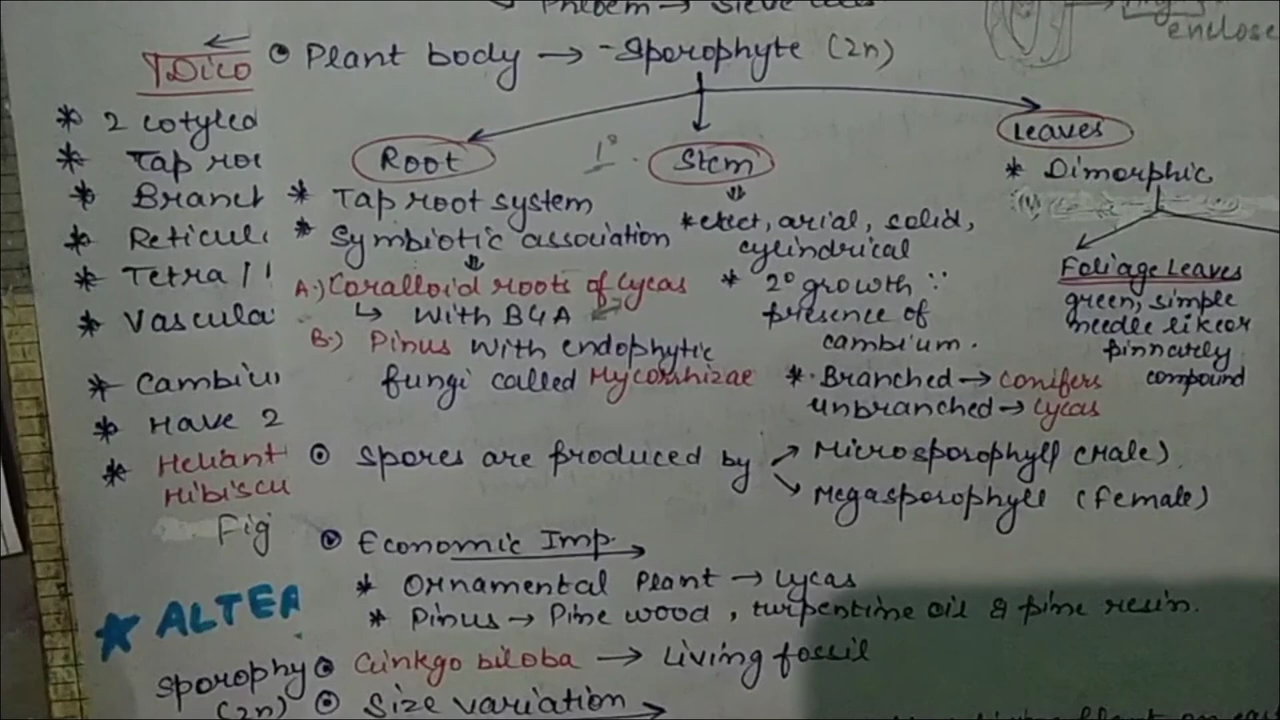 Phloem → Sieve cells
enclose
Dico
* 2 cotyled
* Tap roo
* Branch
* Reticul
* Tetra
* Vascula
* Cambiu
* Have 2
* Heliant
Hibiscu
Fig
ALTER
sporophy
(2n)
Plant body → Sporophyte (2n)
Root
* Tap root system
* Symbiotic association
A.) Coralloid roots of Cycas
↳ with BGA
B.) Pinus with endophytic
fungi called Mycorrhizae
1°
Stem
* erect, arial, solid,
cylindrical
* 2° growth ∵
presence of
cambium.
* Branched → conifers
unbranched → Cycas
Leaves
* Dimorphic
Foliage Leaves
green, simple
needle like or
pinnarly
compound
Spores are produced by → Microsporophyll (Male)
→ Megasporophyll (female)
Economic Imp.
* Ornamental Plant → Cycas
* Pinus → Pine wood, turpentine oil & pine resin.
Ginkgo biloba → Living fossil
Size variation